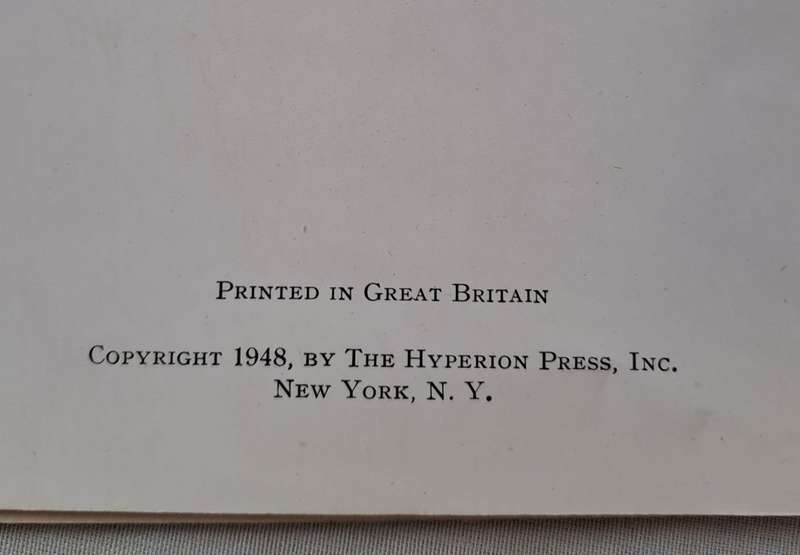 Printed in Great Britain
Copyright 1948, by The Hyperion Press, Inc.
New York, N. Y.